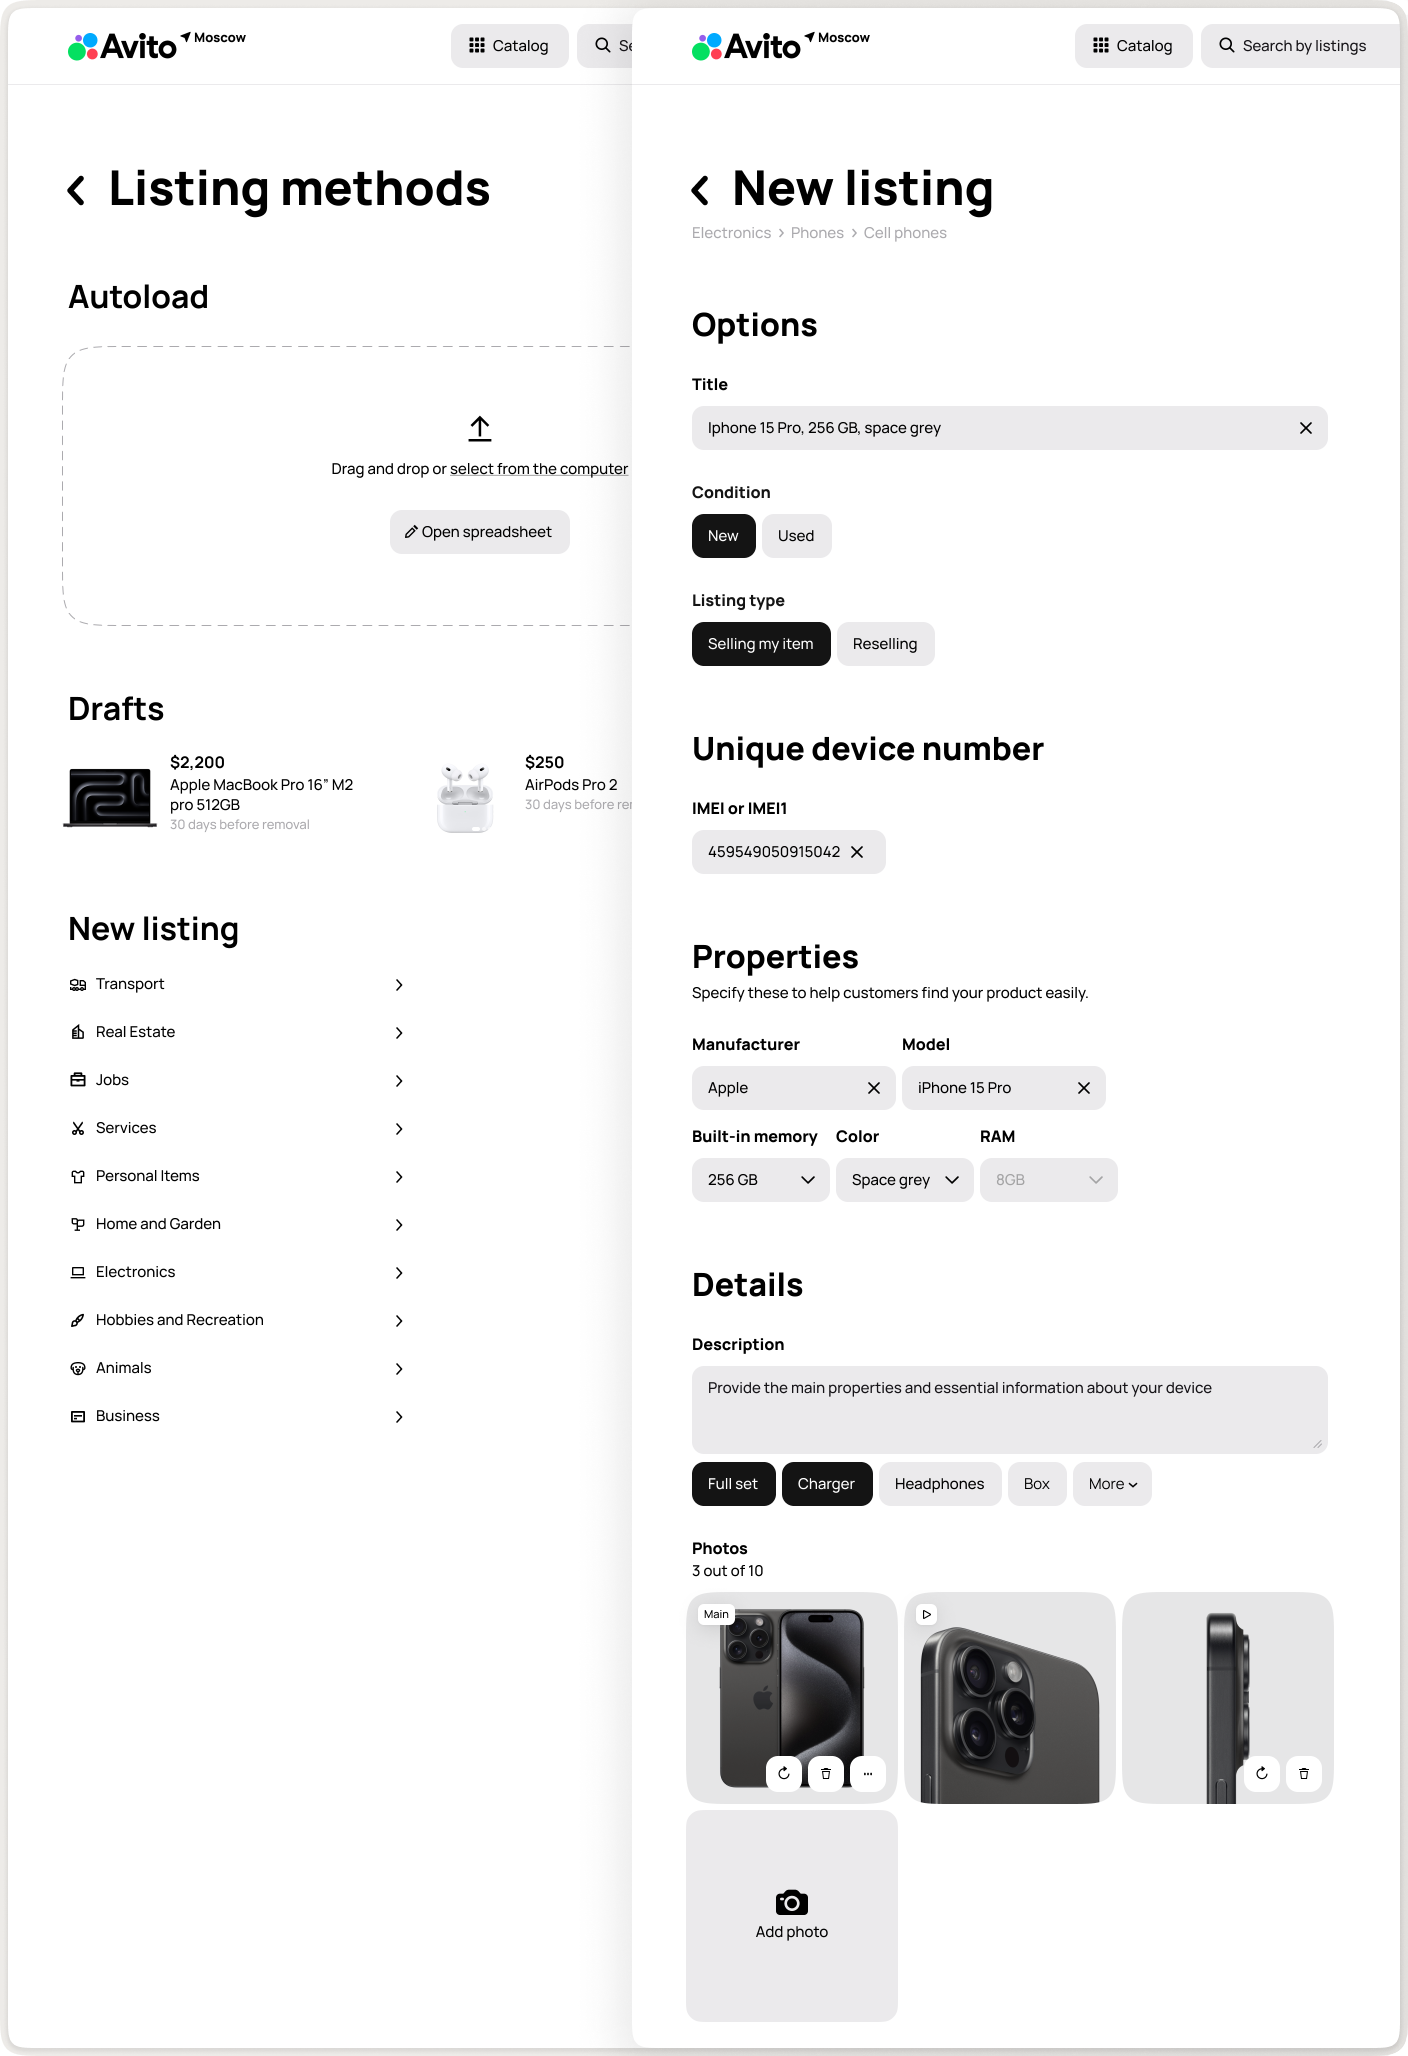 Avito Moscow
Catalog
Listing methods
Autoload
Drag and drop or select from the computer
Open spreadsheet
Drafts
$2,200
Apple MacBook Pro 16” M2
pro 512GB
30 days before removal
$250
AirPods Pro 2
30 days before
New listing
Transport
Real Estate
Jobs
Services
Personal Items
Home and Garden
Electronics
Hobbies and Recreation
Animals
Business
Avito Moscow
Catalog
Search by listings
New listing
Electronics > Phones > Cell phones
Options
Title
Iphone 15 Pro, 256 GB, space grey
Condition
New
Used
Listing type
Selling my item
Reselling
Unique device number
IMEI or IMEI1
459549050915042
Properties
Specify these to help customers find your product easily.
Manufacturer
Model
Apple
iPhone 15 Pro
Built-in memory
Color
RAM
256 GB
Space grey
8GB
Details
Description
Provide the main properties and essential information about your device
Full set
Charger
Headphones
Box
More
Photos
3 out of 10
Main
Add photo